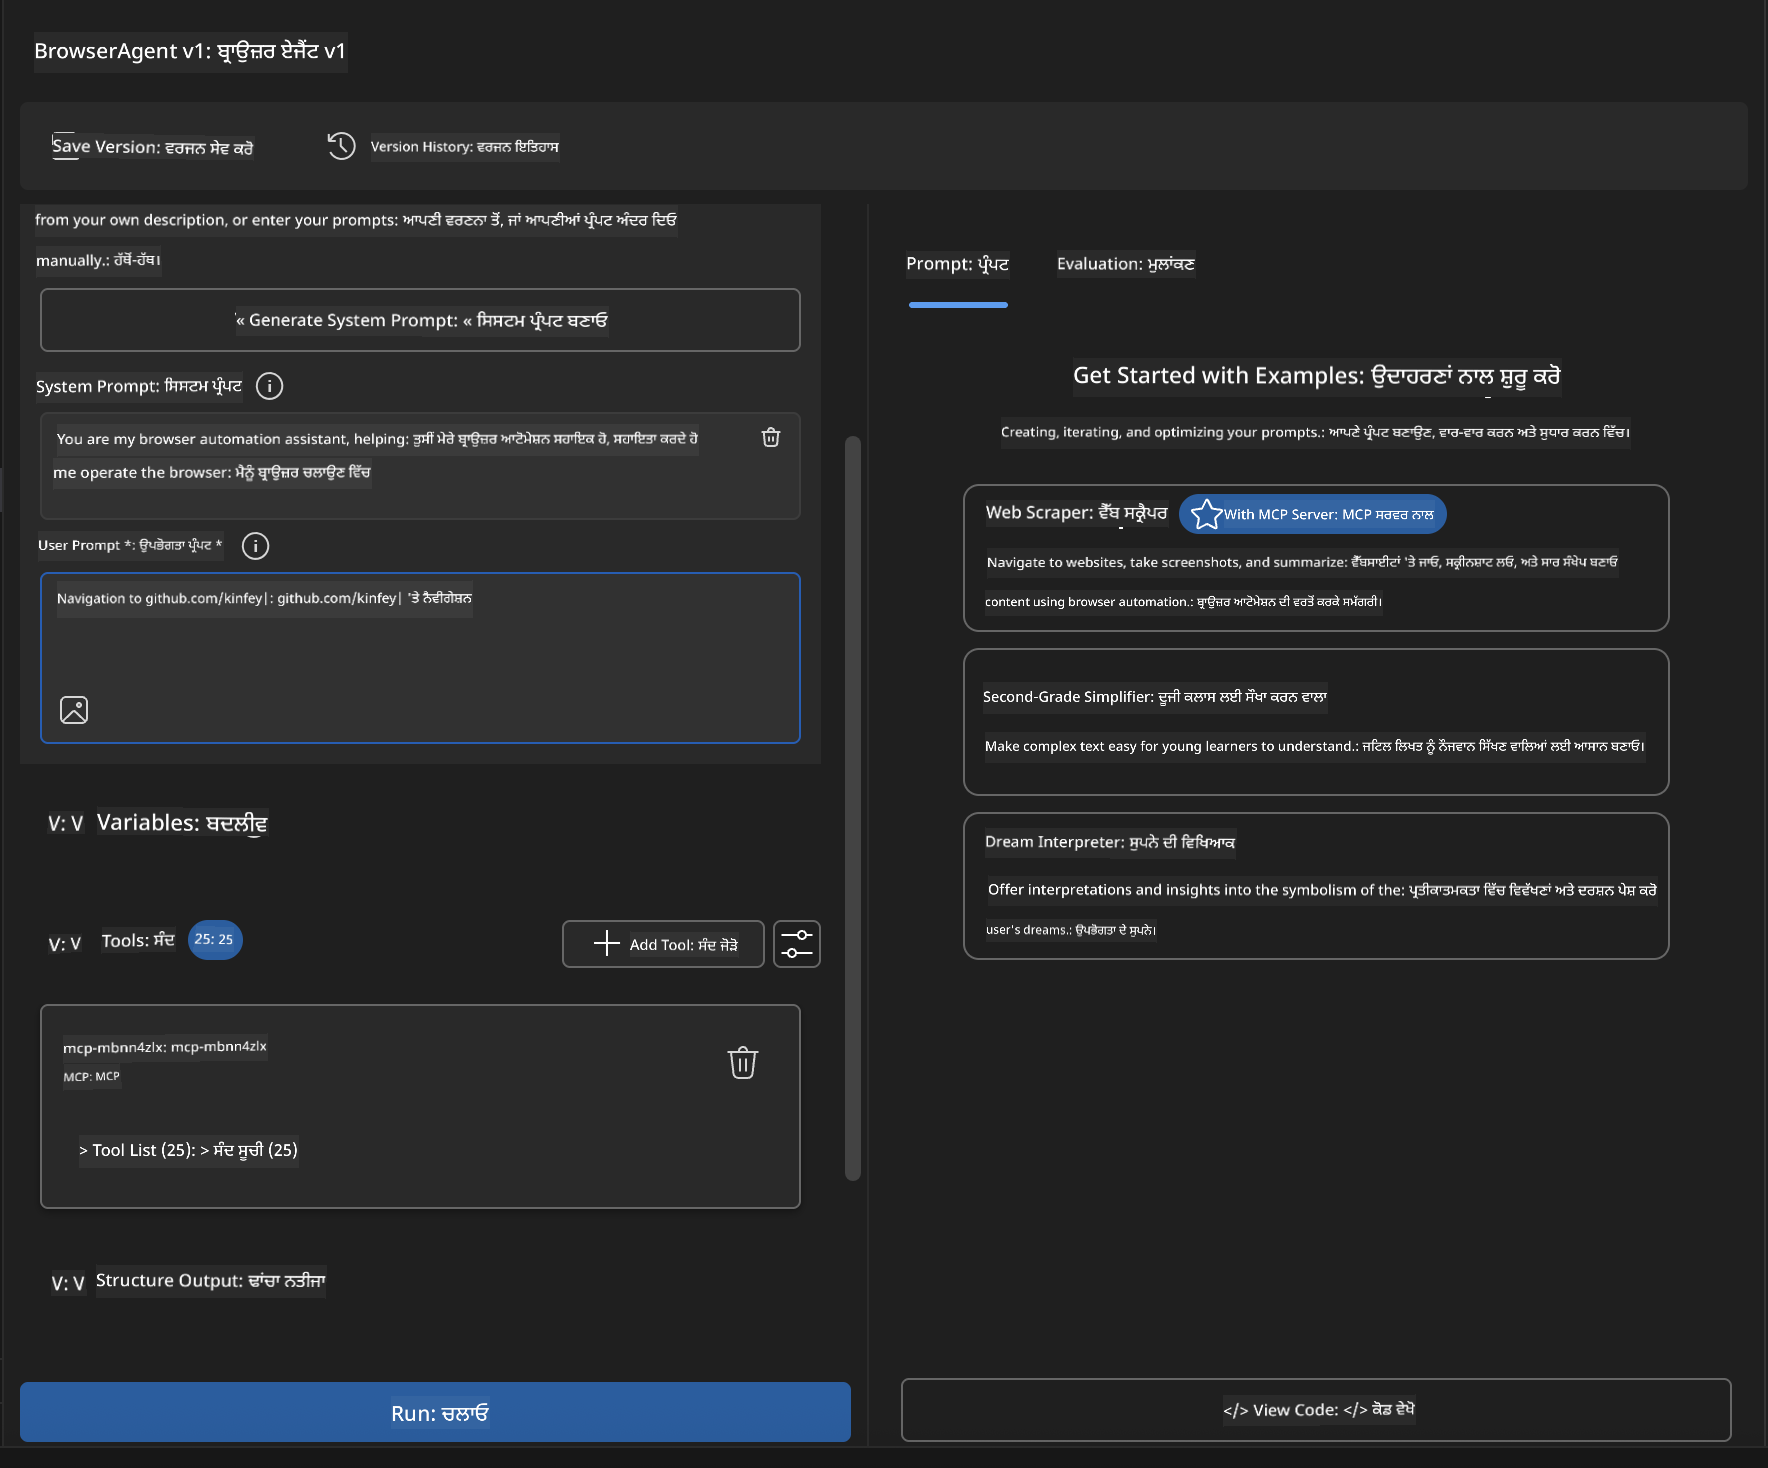 BrowserAgent v1: ਬ੍ਰਾਉਜ਼ਰ ਏਜੈਂਟ v1
Save Version: ਵਰਜਨ ਸੇਵ ਕਰੋ
Version History: ਵਰਜਨ ਇਤਿਹਾਸ
from your own description, or enter your prompts: ਆਪਣੀ ਵਰਣਨਾ ਤੋਂ, ਜਾਂ ਆਪਣੀਆਂ ਪ੍ਰੰਪਟ ਅੰਦਰ ਦਿਓ
manually.: ਹੱਥੋਂ-ਹੱਥ।
« Generate System Prompt: « ਸਿਸਟਮ ਪ੍ਰੰਪਟ ਬਣਾਓ
System Prompt: ਸਿਸਟਮ ਪ੍ਰੰਪਟ
You are my browser automation assistant, helping: ਤੁਸੀਂ ਮੇਰੇ ਬ੍ਰਾਉਜ਼ਰ ਆਟੋਮੇਸ਼ਨ ਸਹਾਇਕ ਹੋ, ਸਹਾਇਤਾ ਕਰਦੇ ਹੋ
me operate the browser: ਮੈਨੂੰ ਬ੍ਰਾਉਜ਼ਰ ਚਲਾਉਣ ਵਿੱਚ
User Prompt *: ਉਪਭੋਗਤਾ ਪ੍ਰੰਪਟ *
Navigation to github.com/kinfey|: github.com/kinfey| 'ਤੇ ਨੈਵੀਗੇਸ਼ਨ
V: V Variables: ਬਦਲੀਵ
V: V Tools: ਸੰਦ 25: 25
Add Tool: ਸੰਦ ਜੋੜੋ
mcp-mbnn4zlx: mcp-mbnn4zlx
MCP: MCP
> Tool List (25): > ਸੰਦ ਸੂਚੀ (25)
V: V Structure Output: ਢਾਂਚਾ ਨਤੀਜਾ
Run: ਚਲਾਓ
Prompt: ਪ੍ਰੰਪਟ
Evaluation: ਮੁਲਾਂਕਣ
Get Started with Examples: ਉਦਾਹਰਣਾਂ ਨਾਲ ਸ਼ੁਰੂ ਕਰੋ
Creating, iterating, and optimizing your prompts.: ਆਪਣੇ ਪ੍ਰੰਪਟ ਬਣਾਉਣ, ਵਾਰ-ਵਾਰ ਕਰਨ ਅਤੇ ਸੁਧਾਰ ਕਰਨ ਵਿੱਚ।
Web Scraper: ਵੈੱਬ ਸਕ੍ਰੈਪਰ With MCP Server: MCP ਸਰਵਰ ਨਾਲ
Navigate to websites, take screenshots, and summarize: ਵੈੱਬਸਾਈਟਾਂ 'ਤੇ ਜਾਓ, ਸਕ੍ਰੀਨਸ਼ਾਟ ਲਓ, ਅਤੇ ਸਾਰ ਸੰਖੇਪ ਬਣਾਓ
content using browser automation.: ਬ੍ਰਾਉਜ਼ਰ ਆਟੋਮੇਸ਼ਨ ਦੀ ਵਰਤੋਂ ਕਰਕੇ ਸਮੱਗਰੀ।
Second-Grade Simplifier: ਦੂਜੀ ਕਲਾਸ ਲਈ ਸੌਖਾ ਕਰਨ ਵਾਲਾ
Make complex text easy for young learners to understand.: ਜਟਿਲ ਲਿਖਤ ਨੂੰ ਨੌਜਵਾਨ ਸਿੱਖਣ ਵਾਲਿਆਂ ਲਈ ਆਸਾਨ ਬਣਾਓ।
Dream Interpreter: ਸੁਪਨੇ ਦੀ ਵਿਖਿਆਕ
Offer interpretations and insights into the symbolism of the: ਪ੍ਰਤੀਕਾਤਮਕਤਾ ਵਿੱਚ ਵਿਵੱਖਣਾਂ ਅਤੇ ਦਰਸ਼ਨ ਪੇਸ਼ ਕਰੋ
user's dreams.: ਉਪਭੋਗਤਾ ਦੇ ਸੁਪਨੇ।
</> View Code: </> ਕੋਡ ਵੇਖੋ